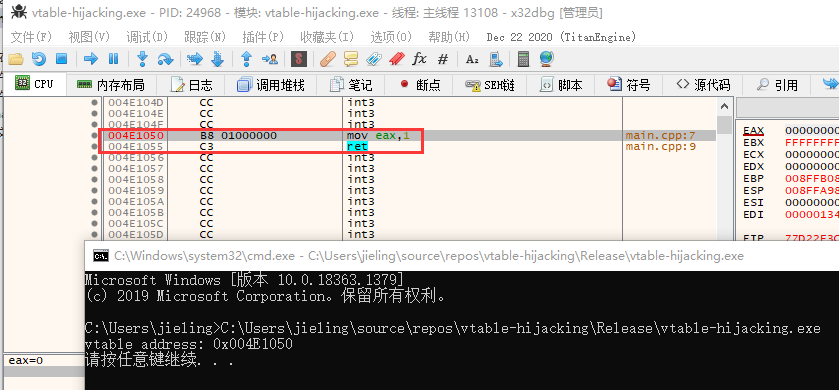 vtable-hijacking.exe - PID: 24968 - 模块: vtable-hijacking.exe - 线程: 主线程 13108 - x32dbg [管理员]
文件(F) 视图(V) 调试(D) 跟踪(N) 插件(P) 收藏夹(I) 选项(O) 帮助(H) Dec 22 2020 (TitanEngine)
CPU 内存布局 日志 调用堆栈 笔记 断点 SEH链 脚本 符号 源代码 引用
004E104D CC int3
004E104E CC int3
004E104F CC int3
004E1050 B8 01000000 mov eax,1 main.cpp:7
004E1055 C3 ret main.cpp:9
004E1056 CC int3
004E1057 CC int3
004E1058 CC int3
004E1059 CC int3
004E105A CC int3
004E105B CC int3
004E105C CC int3
004E105D CC int3
EAX 00000000
EBX FFFFFFFF
ECX 00000000
EDX 00000000
EBP 008FFB08
ESP 008FFA98
ESI 00000000
EDI 00000134
eax=0
C:\Windows\system32\cmd.exe - C:\Users\jieling\source\repos\vtable-hijacking\Release\vtable-hijacking.exe
Microsoft Windows [版本 10.0.18363.1379]
(c) 2019 Microsoft Corporation。保留所有权利。
C:\Users\jieling>C:\Users\jieling\source\repos\vtable-hijacking\Release\vtable-hijacking.exe
vtable address: 0x004E1050
请按任意键继续. . .